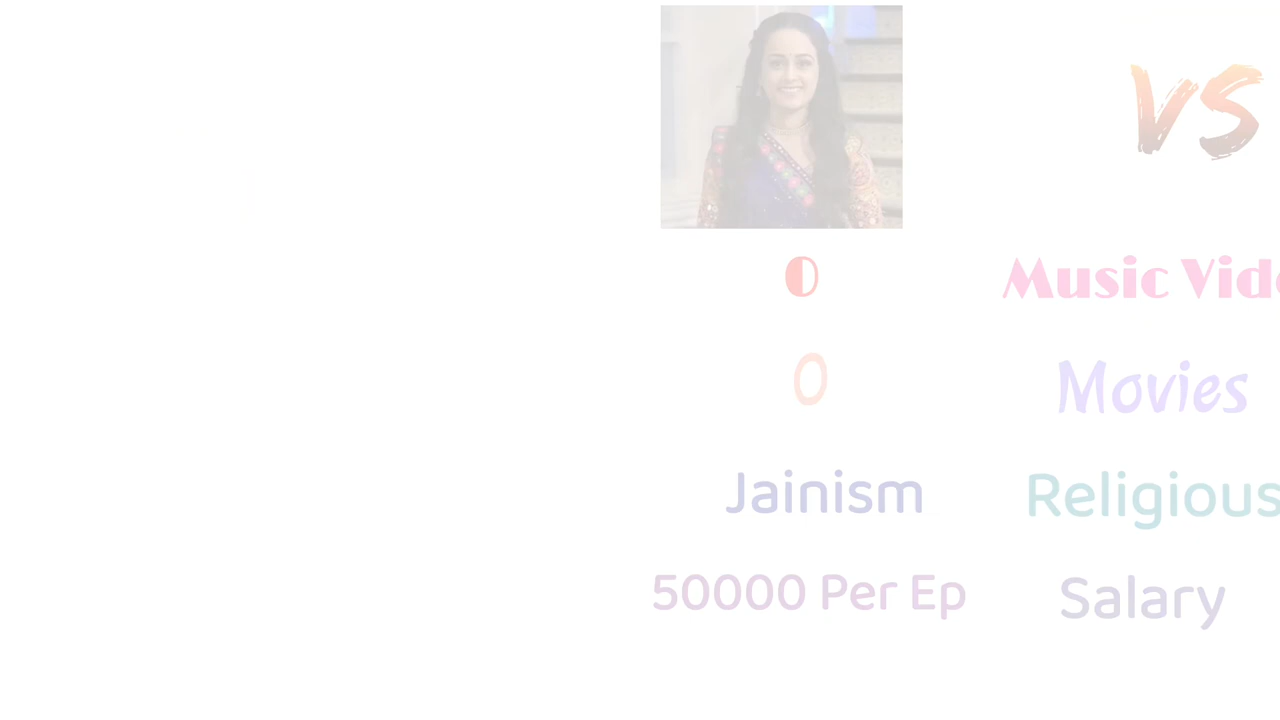 VS
0 Music Vid
0 Movies
Jainism Religious
50000 Per Ep Salary